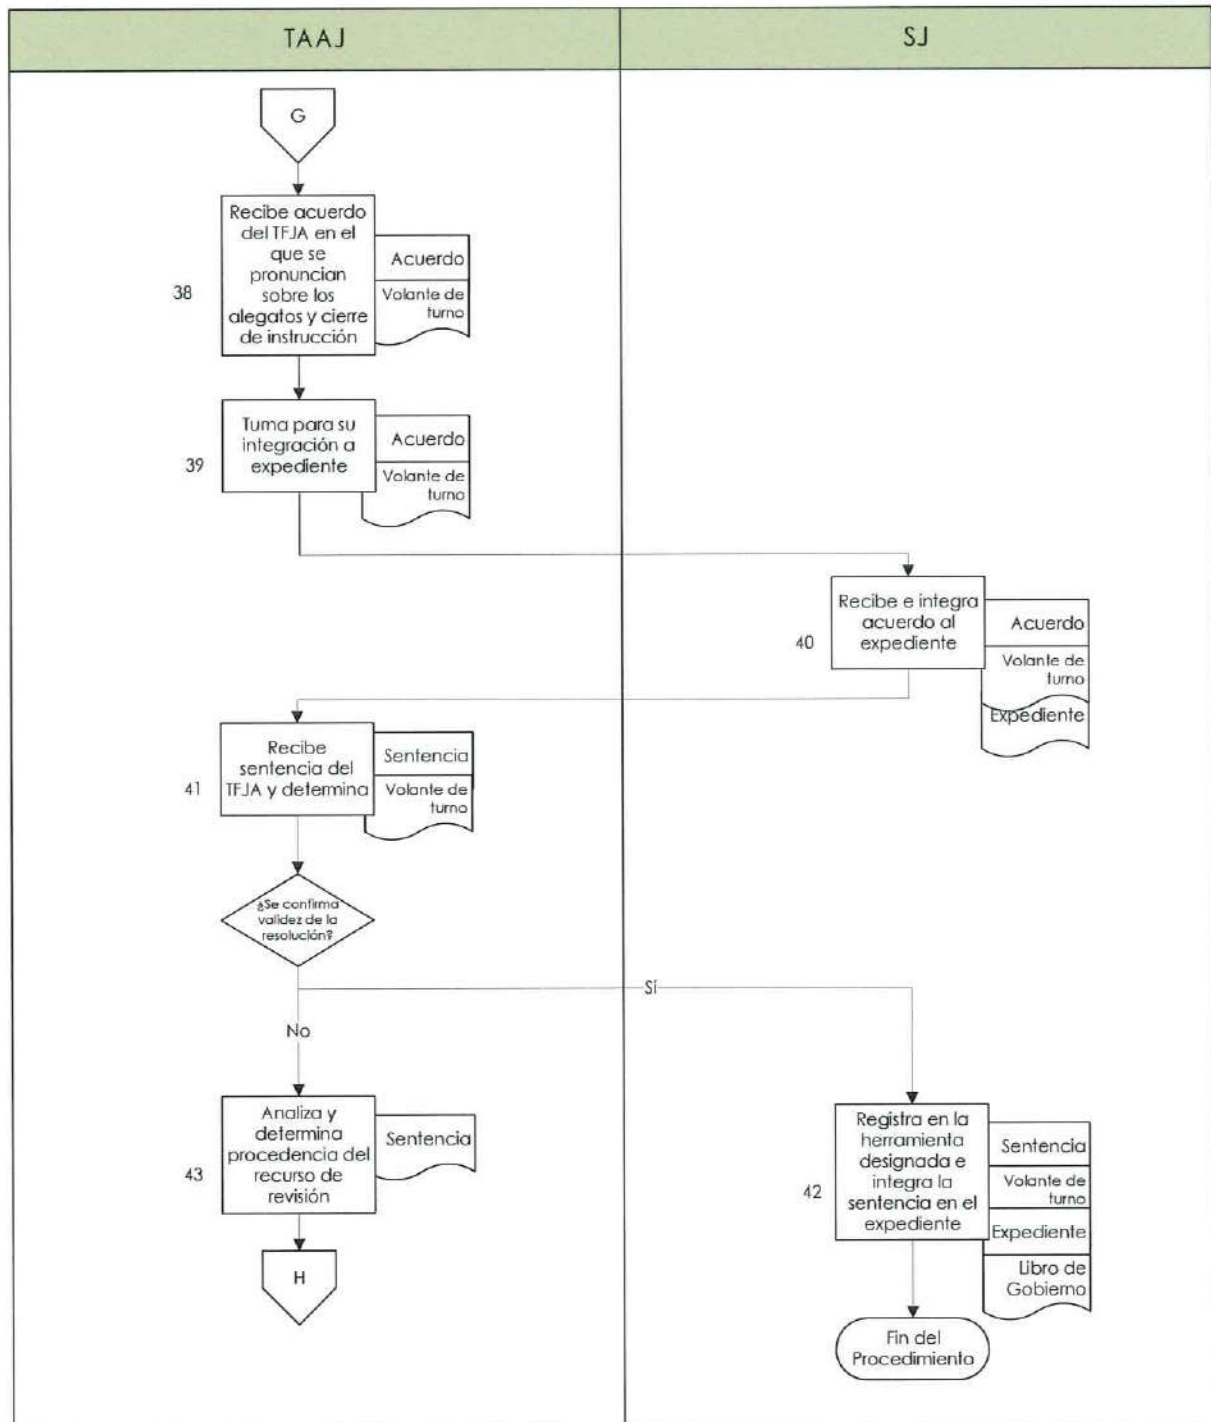 TAAJ
SJ
G
Recibe acuerdo
del TFJA en el
que se
pronuncian
sobre los
alegatos y cierre
de instrucción
Acuerdo
Volante de
turno
38
Turna para su
integración a
expediente
Acuerdo
Volante de
turno
39
Recibe e integra
acuerdo al
expediente
Acuerdo
Volante de
turno
Expediente
40
Recibe
sentencia del
TFJA y determina
Sentencia
Volante de
turno
41
¿Se confirma
validez de la
resolución?
Sí
No
Analiza y
determina
procedencia del
recurso de
revisión
Sentencia
43
Registra en la
herramienta
designada e
integra la
sentencia en el
expediente
Sentencia
Volante de
turno
Expediente
Libro de
Gobierno
42
H
Fin del
Procedimiento